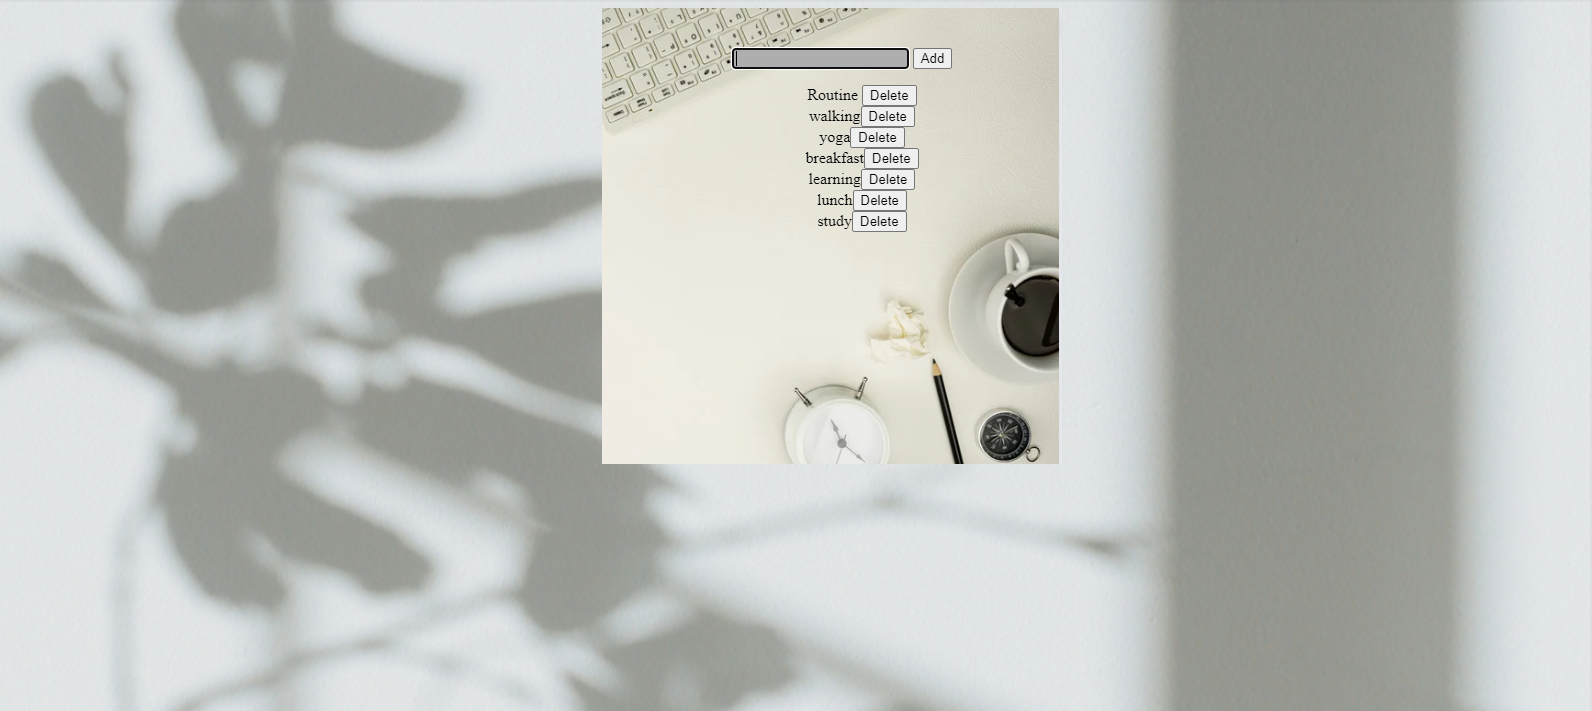 Add
Routine Delete
walking Delete
yoga Delete
breakfast Delete
learning Delete
lunch Delete
study Delete